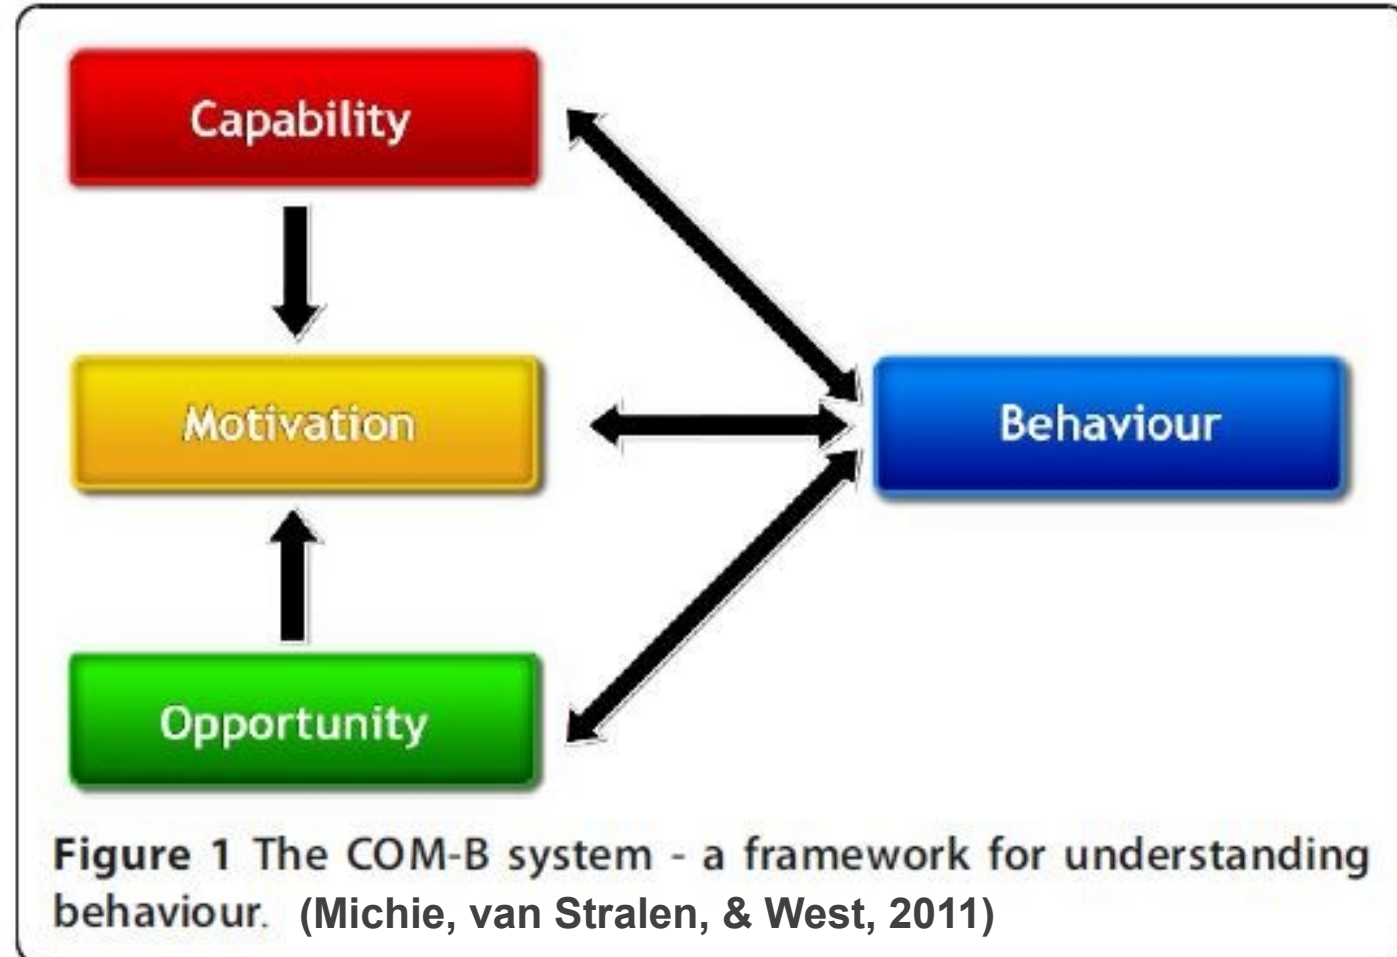 Capability
Motivation
Behaviour
Opportunity
Figure 1 The COM-B system - a framework for understanding
behaviour. (Michie, van Stralen, & West, 2011)